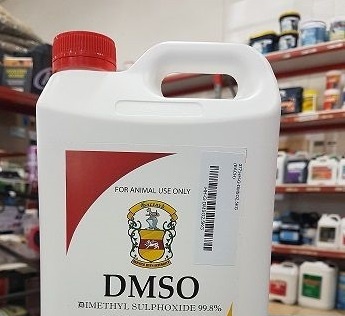 FOR ANIMAL USE ONLY
DMSO
DIMETHYL SULPHOXIDE 99.8%